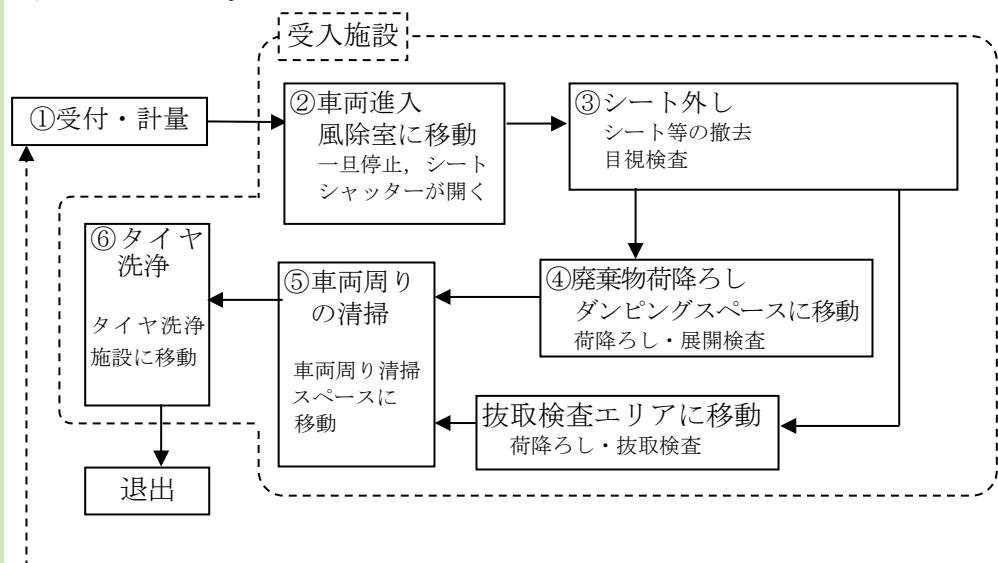 受入施設
①受付・計量
②車両進入
風除室に移動
一旦停止，シート
シャッターが開く
③シート外し
シート等の撤去
目視検査
④廃棄物荷降ろし
ダンピングスペースに移動
荷降ろし・展開検査
抜取検査エリアに移動
荷降ろし・抜取検査
⑤車両周り
の清掃
車両周り清掃
スペースに
移動
⑥タイヤ
洗浄
タイヤ洗浄
施設に移動
退出